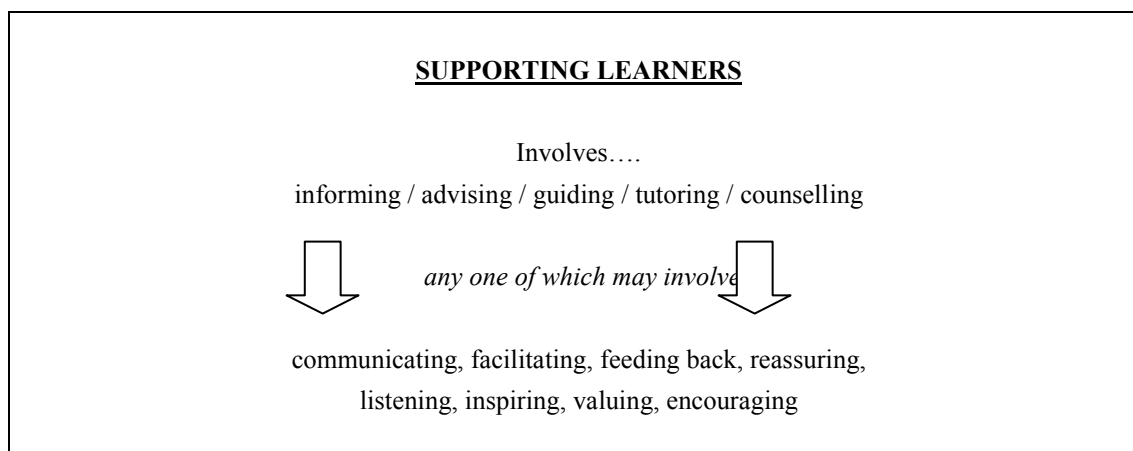 SUPPORTING LEARNERS
Involves….
informing / advising / guiding / tutoring / counselling
any one of which may involve
communicating, facilitating, feeding back, reassuring,
listening, inspiring, valuing, encouraging